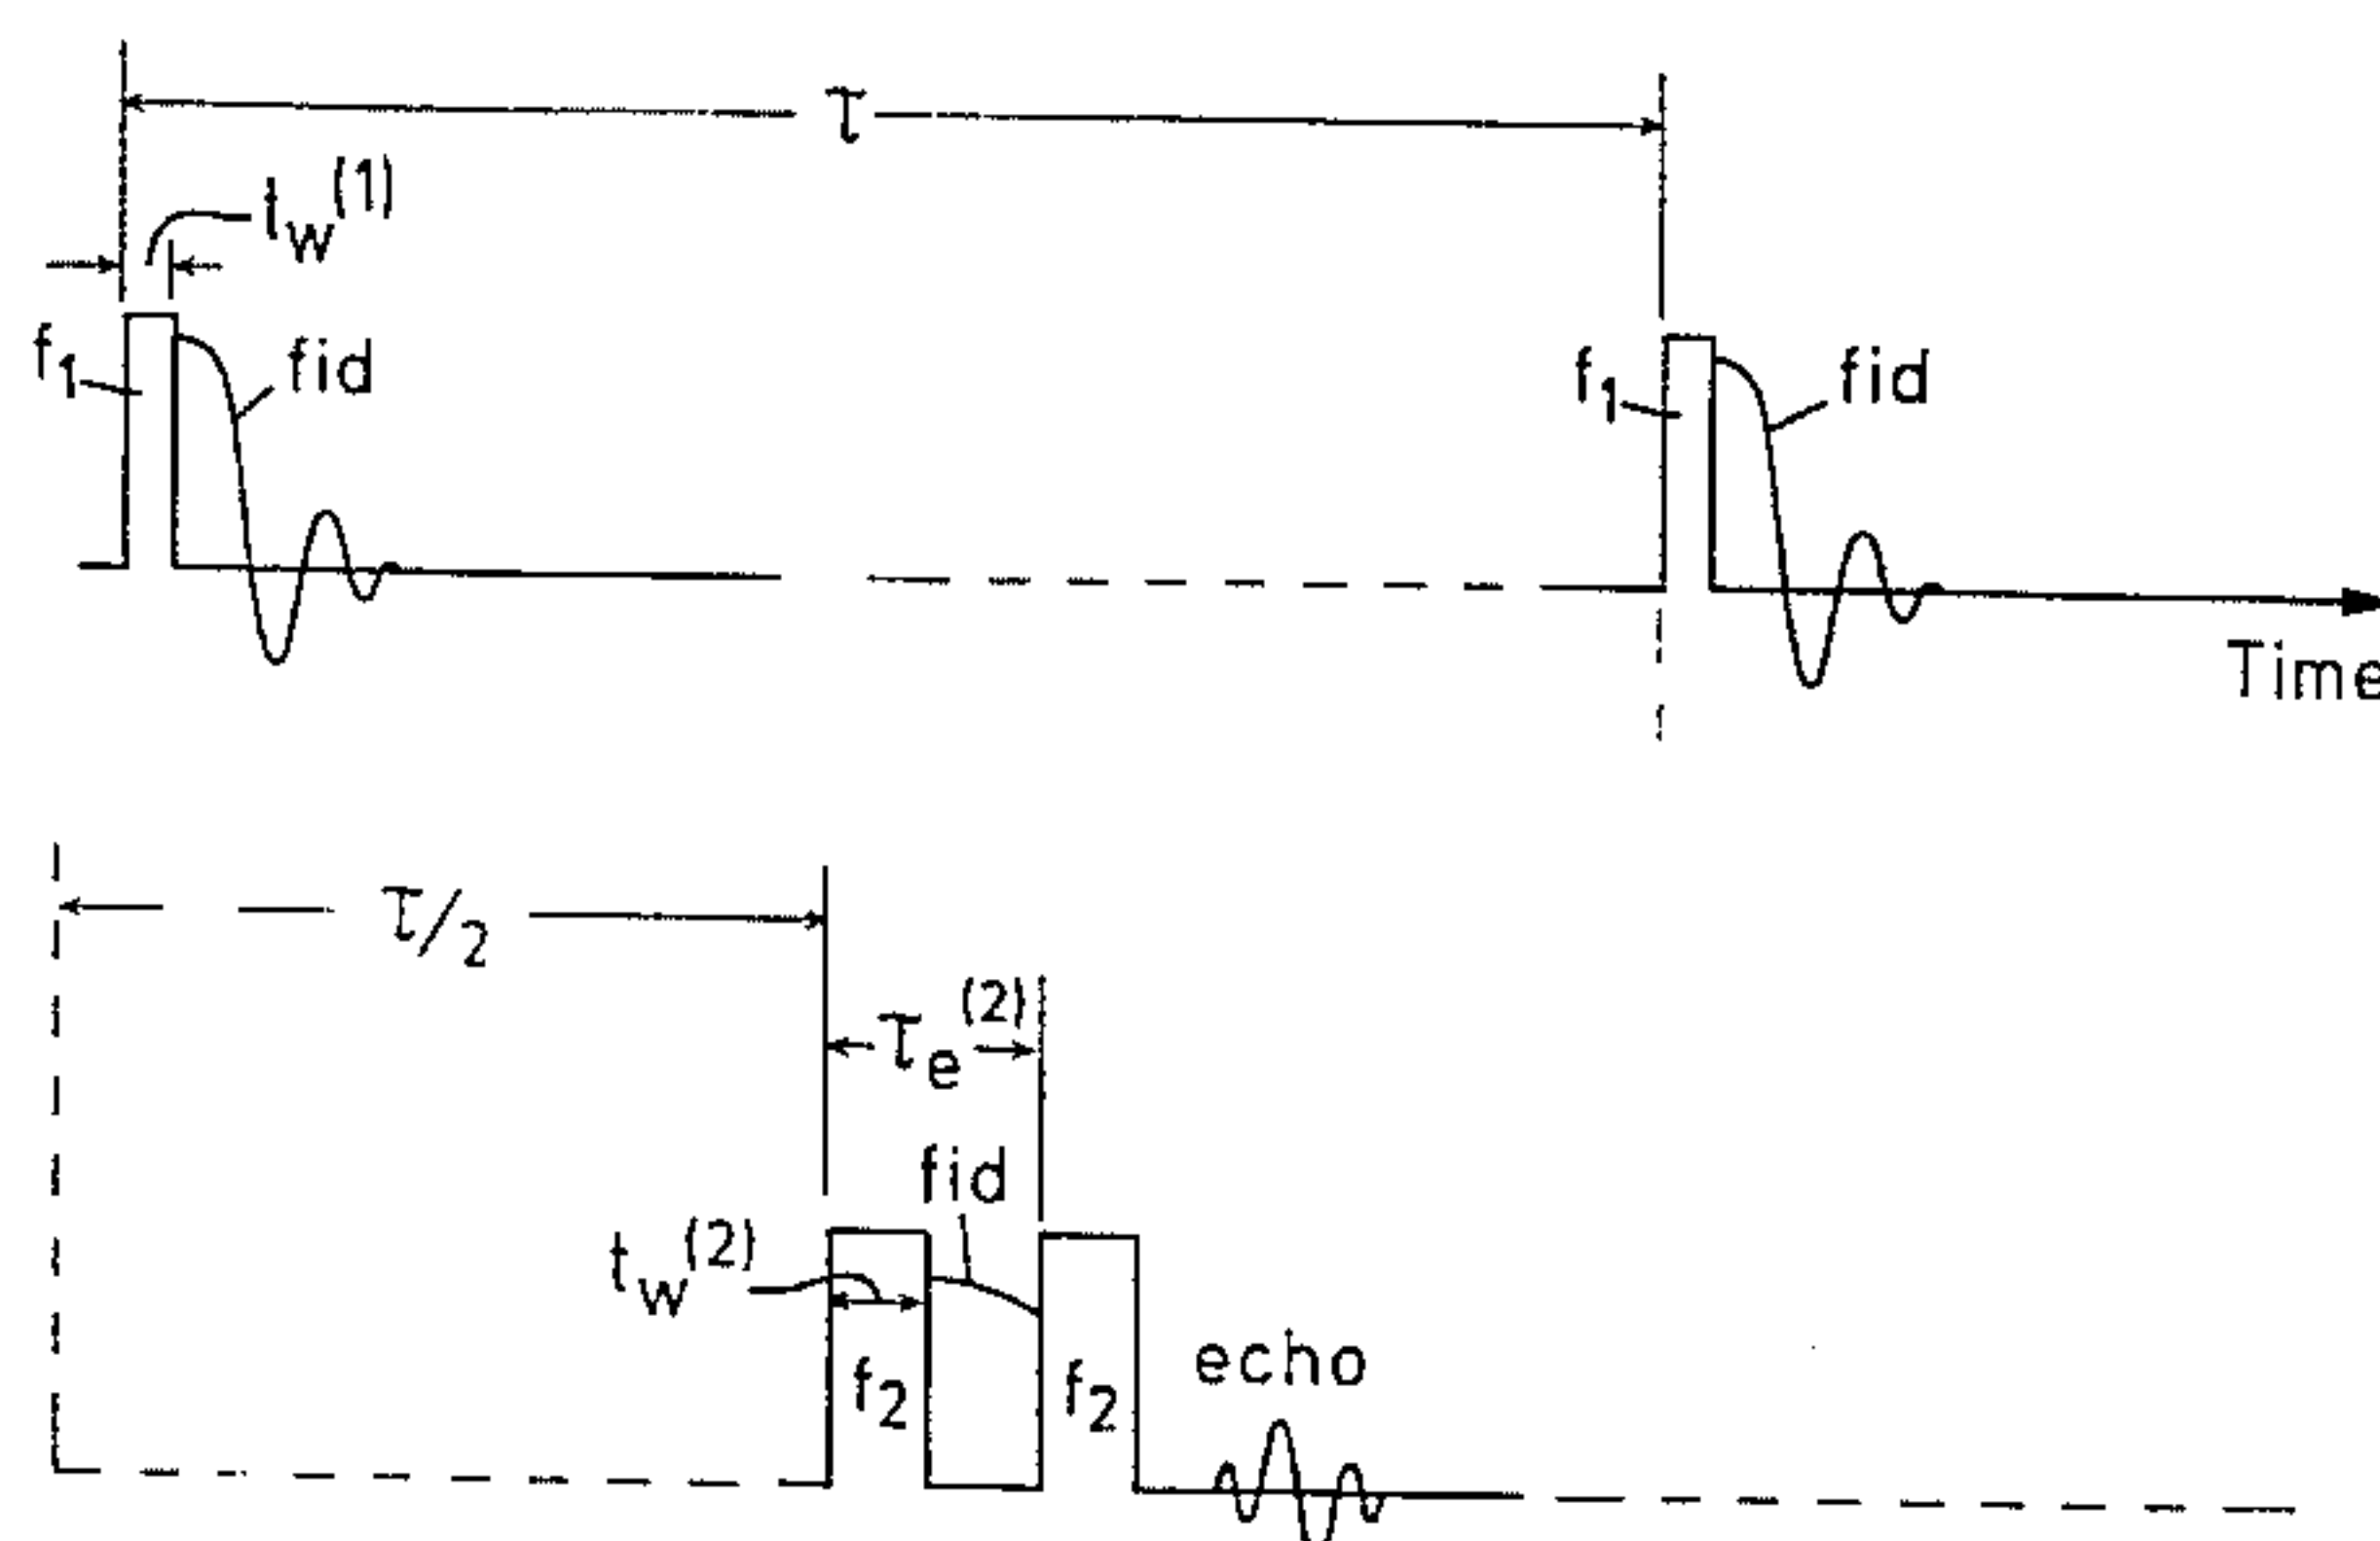 τ
t_w^(1)
f_1 fid
f_1 fid
Time
τ/2
τ_e^(2)
fid
t_w^(2)
f_2 f_2
echo